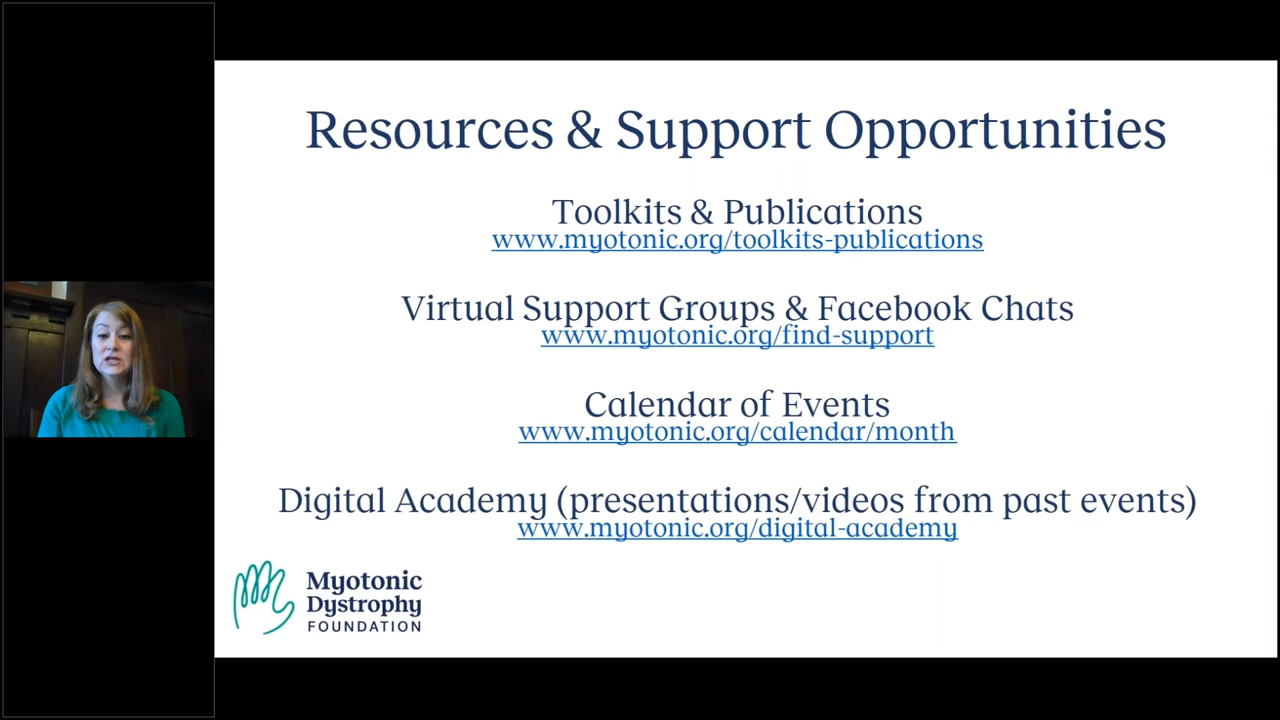 Resources & Support Opportunities
Toolkits & Publications
www.myotonic.org/toolkits-publications
Virtual Support Groups & Facebook Chats
www.myotonic.org/find-support
Calendar of Events
www.myotonic.org/calendar/month
Digital Academy (presentations/videos from past events)
www.myotonic.org/digital-academy
Myotonic
Dystrophy
FOUNDATION